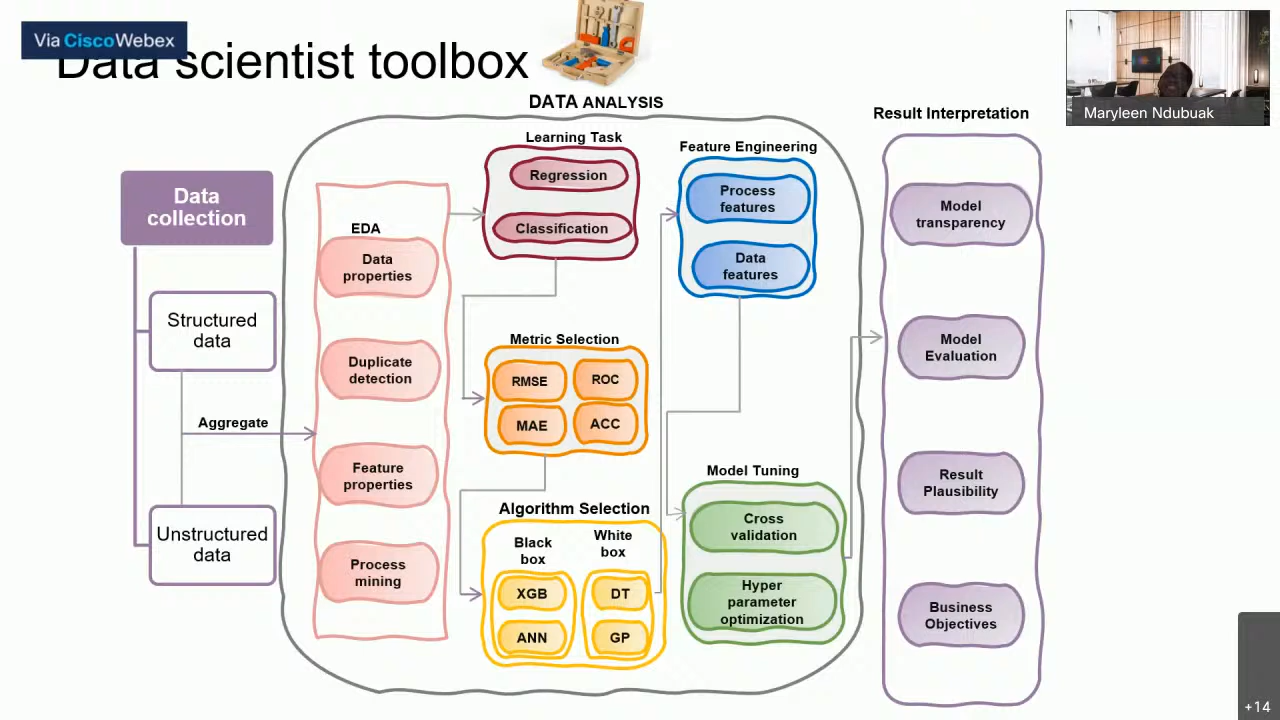 Via CiscoWebex
Data scientist toolbox
Maryleen Ndubuak
DATA ANALYSIS
Result Interpretation
Data
collection
Structured
data
Aggregate
Unstructured
data
EDA
Data
properties
Duplicate
detection
Feature
properties
Process
mining
Learning Task
Regression
Classification
Metric Selection
RMSE
ROC
MAE
ACC
Algorithm Selection
Black
box
White
box
XGB
DT
ANN
GP
Feature Engineering
Process
features
Data
features
Model Tuning
Cross
validation
Hyper
parameter
optimization
Model
transparency
Model
Evaluation
Result
Plausibility
Business
Objectives
+14